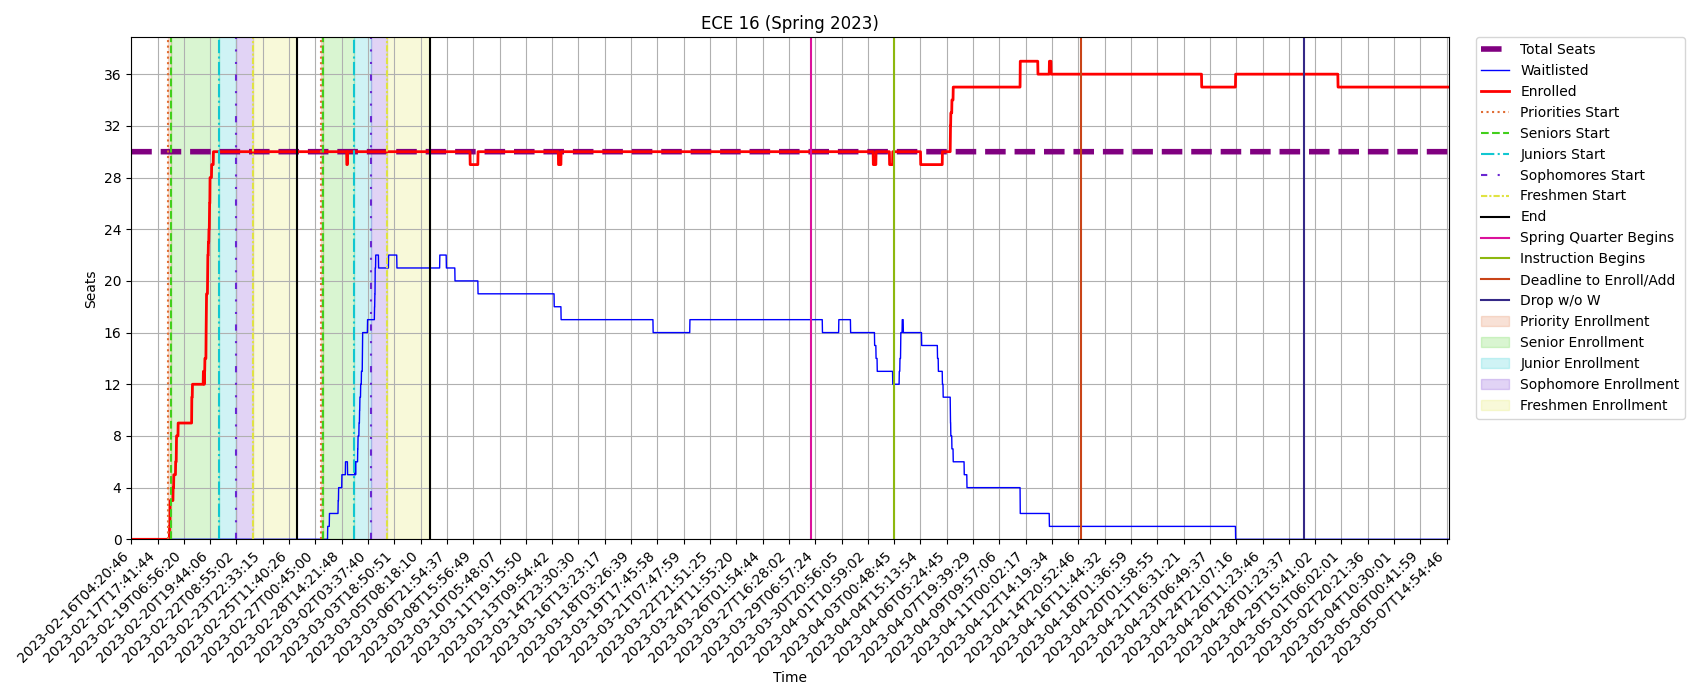 ECE 16 (Spring 2023)
Seats
36
32
28
24
20
16
12
8
4
0
2023-02-16T04:20:46
2023-02-17T17:41:44
2023-02-19T06:56:20
2023-02-20T19:44:06
2023-02-22T08:55:02
2023-02-23T22:33:15
2023-02-25T11:40:26
2023-02-27T00:45:00
2023-02-28T14:21:48
2023-03-02T03:37:40
2023-03-03T18:50:51
2023-03-05T08:18:10
2023-03-06T21:54:37
2023-03-08T15:56:49
2023-03-10T05:48:07
2023-03-11T19:15:50
2023-03-13T09:54:42
2023-03-14T23:30:30
2023-03-16T13:23:17
2023-03-18T03:26:39
2023-03-19T17:45:58
2023-03-21T07:47:59
2023-03-22T21:51:25
2023-03-24T11:55:20
2023-03-26T01:54:44
2023-03-27T16:28:02
2023-03-29T06:57:24
2023-03-30T20:56:05
2023-04-01T10:59:02
2023-04-03T00:48:45
2023-04-04T15:13:54
2023-04-06T05:24:45
2023-04-07T19:39:29
2023-04-09T09:57:06
2023-04-11T00:02:17
2023-04-12T14:19:34
2023-04-14T20:52:46
2023-04-16T11:44:32
2023-04-18T01:36:59
2023-04-20T01:58:55
2023-04-21T16:31:21
2023-04-23T06:49:37
2023-04-24T21:07:16
2023-04-26T11:23:46
2023-04-28T01:23:37
2023-04-29T15:41:02
2023-05-01T06:02:01
2023-05-02T20:21:36
2023-05-04T10:30:01
2023-05-06T00:41:59
2023-05-07T14:54:46
Time
Total Seats
Waitlisted
Enrolled
Priorities Start
Seniors Start
Juniors Start
Sophomores Start
Freshmen Start
End
Spring Quarter Begins
Instruction Begins
Deadline to Enroll/Add
Drop w/o W
Priority Enrollment
Senior Enrollment
Junior Enrollment
Sophomore Enrollment
Freshmen Enrollment